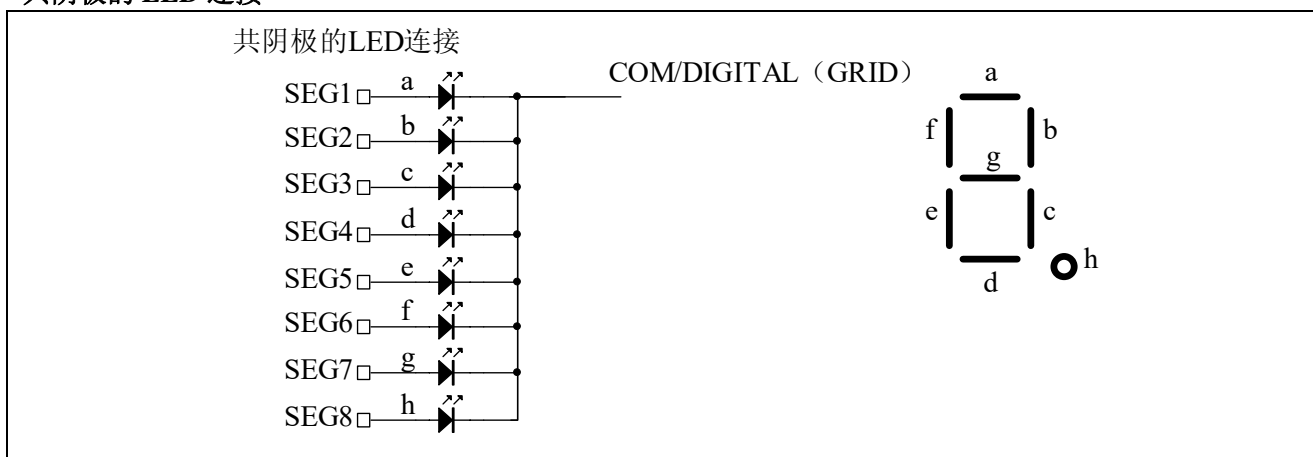 共阴极的LED连接
SEG1 a
SEG2 b
SEG3 c
SEG4 d
SEG5 e
SEG6 f
SEG7 g
SEG8 h
COM/DIGITAL（GRID）
a
f b
g
e c
h
d